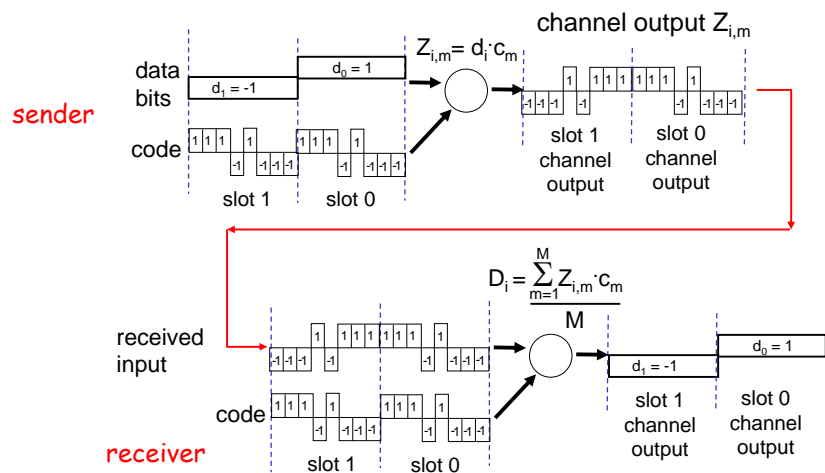 channel output Zi,m
Zi,m= di·cm
data bits
d0 = 1
d1 = -1
sender
code
1 1 1 -1 1 -1 -1 -1
1 1 1 -1 1 -1 -1 -1
slot 1
slot 0
-1 -1 -1 1 -1 1 1 1
1 1 1 -1 1 -1 -1 -1
slot 1
channel
output
slot 0
channel
output
Di = Σ Zi,m·cm
M
m=1
M
received
input
-1 -1 -1 1 -1 1 1 1
1 1 1 -1 1 -1 -1 -1
code
1 1 1 -1 1 -1 -1 -1
1 1 1 -1 1 -1 -1 -1
slot 1
slot 0
receiver
d0 = 1
d1 = -1
slot 1
channel
output
slot 0
channel
output